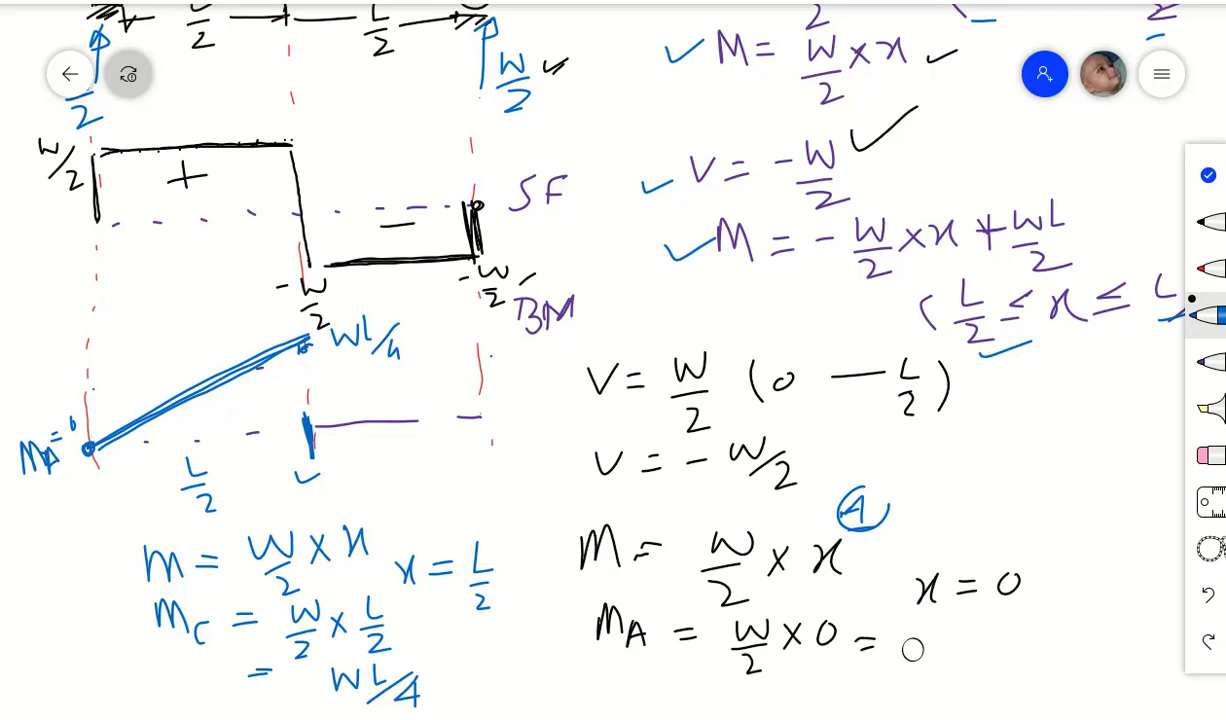 L/2 L/2
W/2 ✓
/2
✓ M = W/2 × x ✓
W/2 + SF
✓ V = -W/2 ✓
✓ M = -W/2 × x + WL/2
(L/2 ≤ x ≤ L
-W/2 -W/2
BM
WL/4
V = W/2 (0 — L/2)
V = -W/2
MA=0
L/2
M = W/2 × x x = L/2
MC = W/2 × L/2
= WL/4
M = W/2 × x
x = 0
MA = W/2 × 0 = 0